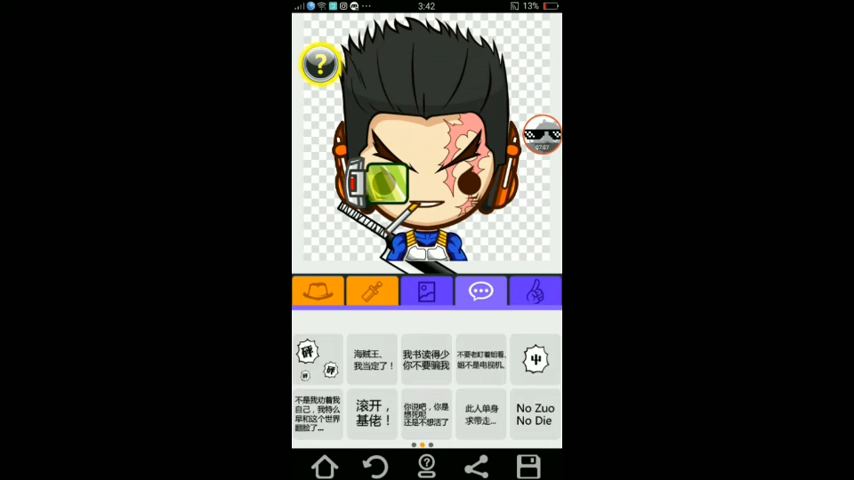 3:42
13%
?
07:07
砰
砰
砰
海贼王、
我当定了！
我书读得少
你不要骗我
不要老盯着姐看、
姐不是电视机、
不是我劝着我
自己，我特么
早和这个世界
翻脸了...
滚开，
基佬！
你说吧，你是
想死呢
还是不想活了
此人单身
求带走...
No Zuo
No Die
?